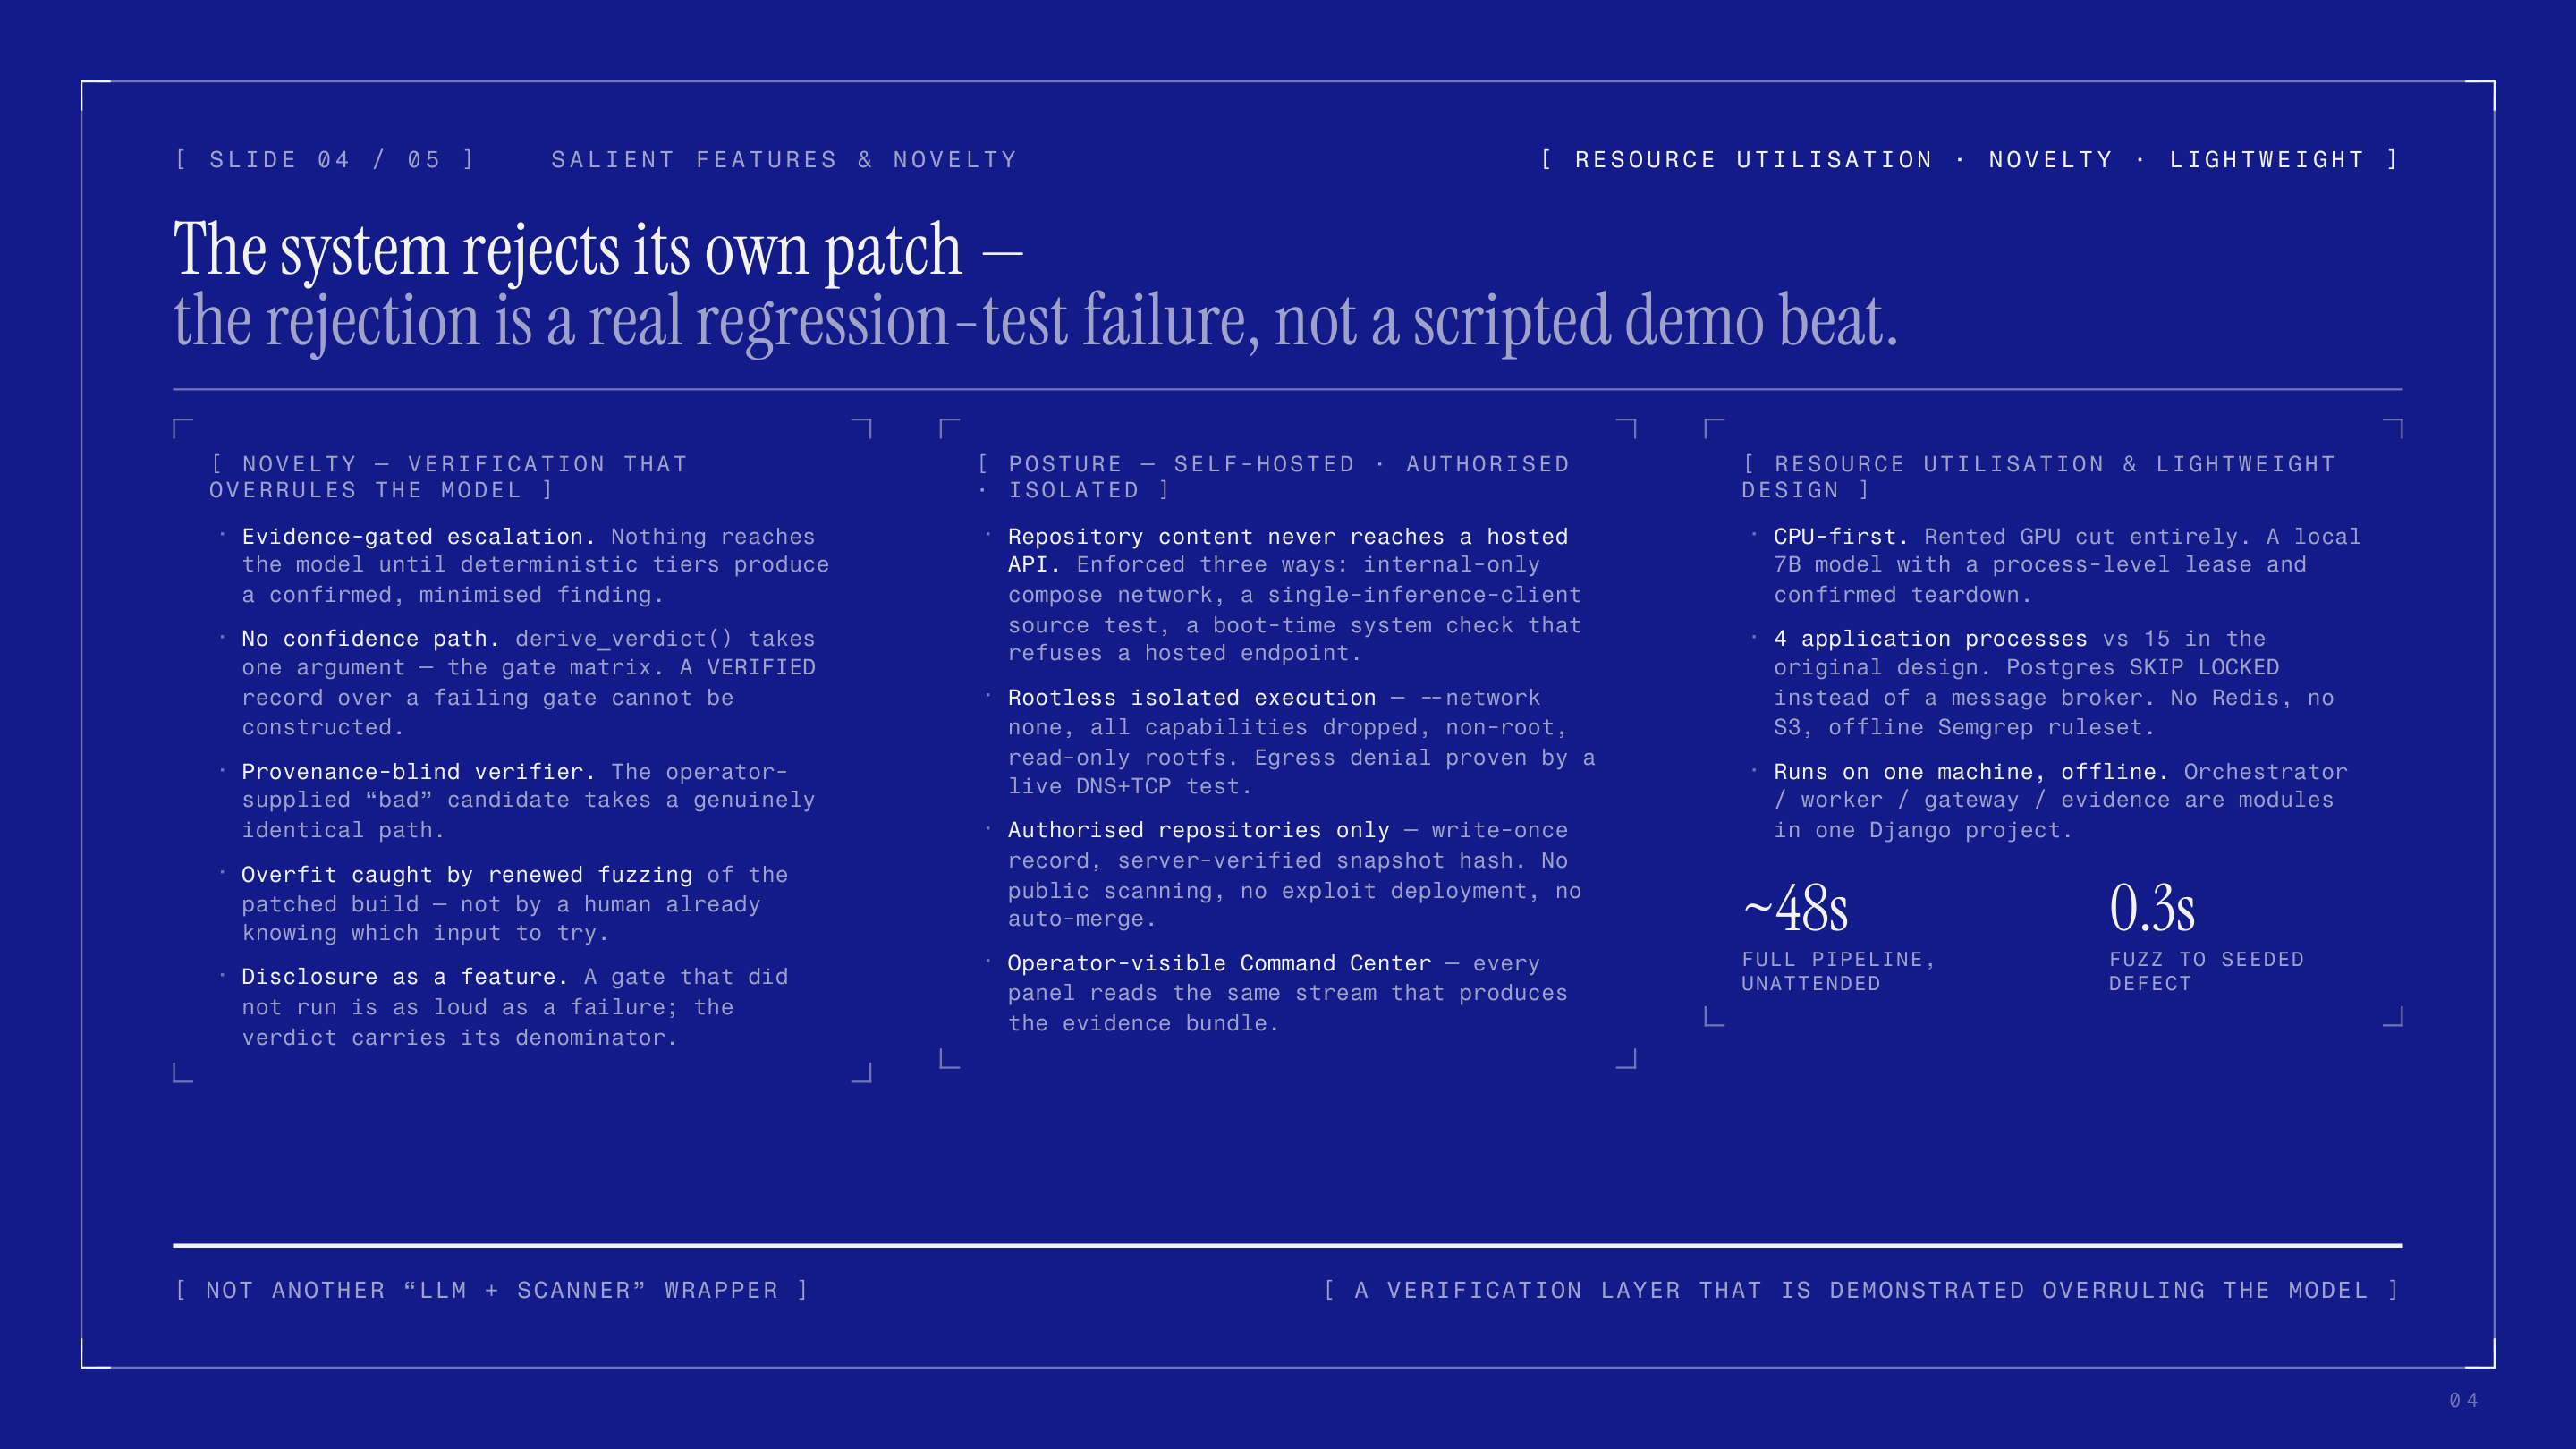 [ SLIDE 04 / 05 ] SALIENT FEATURES & NOVELTY
[ RESOURCE UTILISATION · NOVELTY · LIGHTWEIGHT ]
The system rejects its own patch —
the rejection is a real regression-test failure, not a scripted demo beat.
[ NOVELTY — VERIFICATION THAT
OVERRULES THE MODEL ]
· Evidence-gated escalation. Nothing reaches
the model until deterministic tiers produce
a confirmed, minimised finding.
· No confidence path. derive_verdict() takes
one argument — the gate matrix. A VERIFIED
record over a failing gate cannot be
constructed.
· Provenance-blind verifier. The operator-
supplied “bad” candidate takes a genuinely
identical path.
· Overfit caught by renewed fuzzing of the
patched build — not by a human already
knowing which input to try.
· Disclosure as a feature. A gate that did
not run is as loud as a failure; the
verdict carries its denominator.
[ POSTURE — SELF-HOSTED · AUTHORISED
· ISOLATED ]
· Repository content never reaches a hosted
API. Enforced three ways: internal-only
compose network, a single-inference-client
source test, a boot-time system check that
refuses a hosted endpoint.
· Rootless isolated execution — --network
none, all capabilities dropped, non-root,
read-only rootfs. Egress denial proven by a
live DNS+TCP test.
· Authorised repositories only — write-once
record, server-verified snapshot hash. No
public scanning, no exploit deployment, no
auto-merge.
· Operator-visible Command Center — every
panel reads the same stream that produces
the evidence bundle.
[ RESOURCE UTILISATION & LIGHTWEIGHT
DESIGN ]
· CPU-first. Rented GPU cut entirely. A local
7B model with a process-level lease and
confirmed teardown.
· 4 application processes vs 15 in the
original design. Postgres SKIP LOCKED
instead of a message broker. No Redis, no
S3, offline Semgrep ruleset.
· Runs on one machine, offline. Orchestrator
/ worker / gateway / evidence are modules
in one Django project.
~48s
FULL PIPELINE,
UNATTENDED
0.3s
FUZZ TO SEEDED
DEFECT
[ NOT ANOTHER “LLM + SCANNER” WRAPPER ]
[ A VERIFICATION LAYER THAT IS DEMONSTRATED OVERRULING THE MODEL ]
04